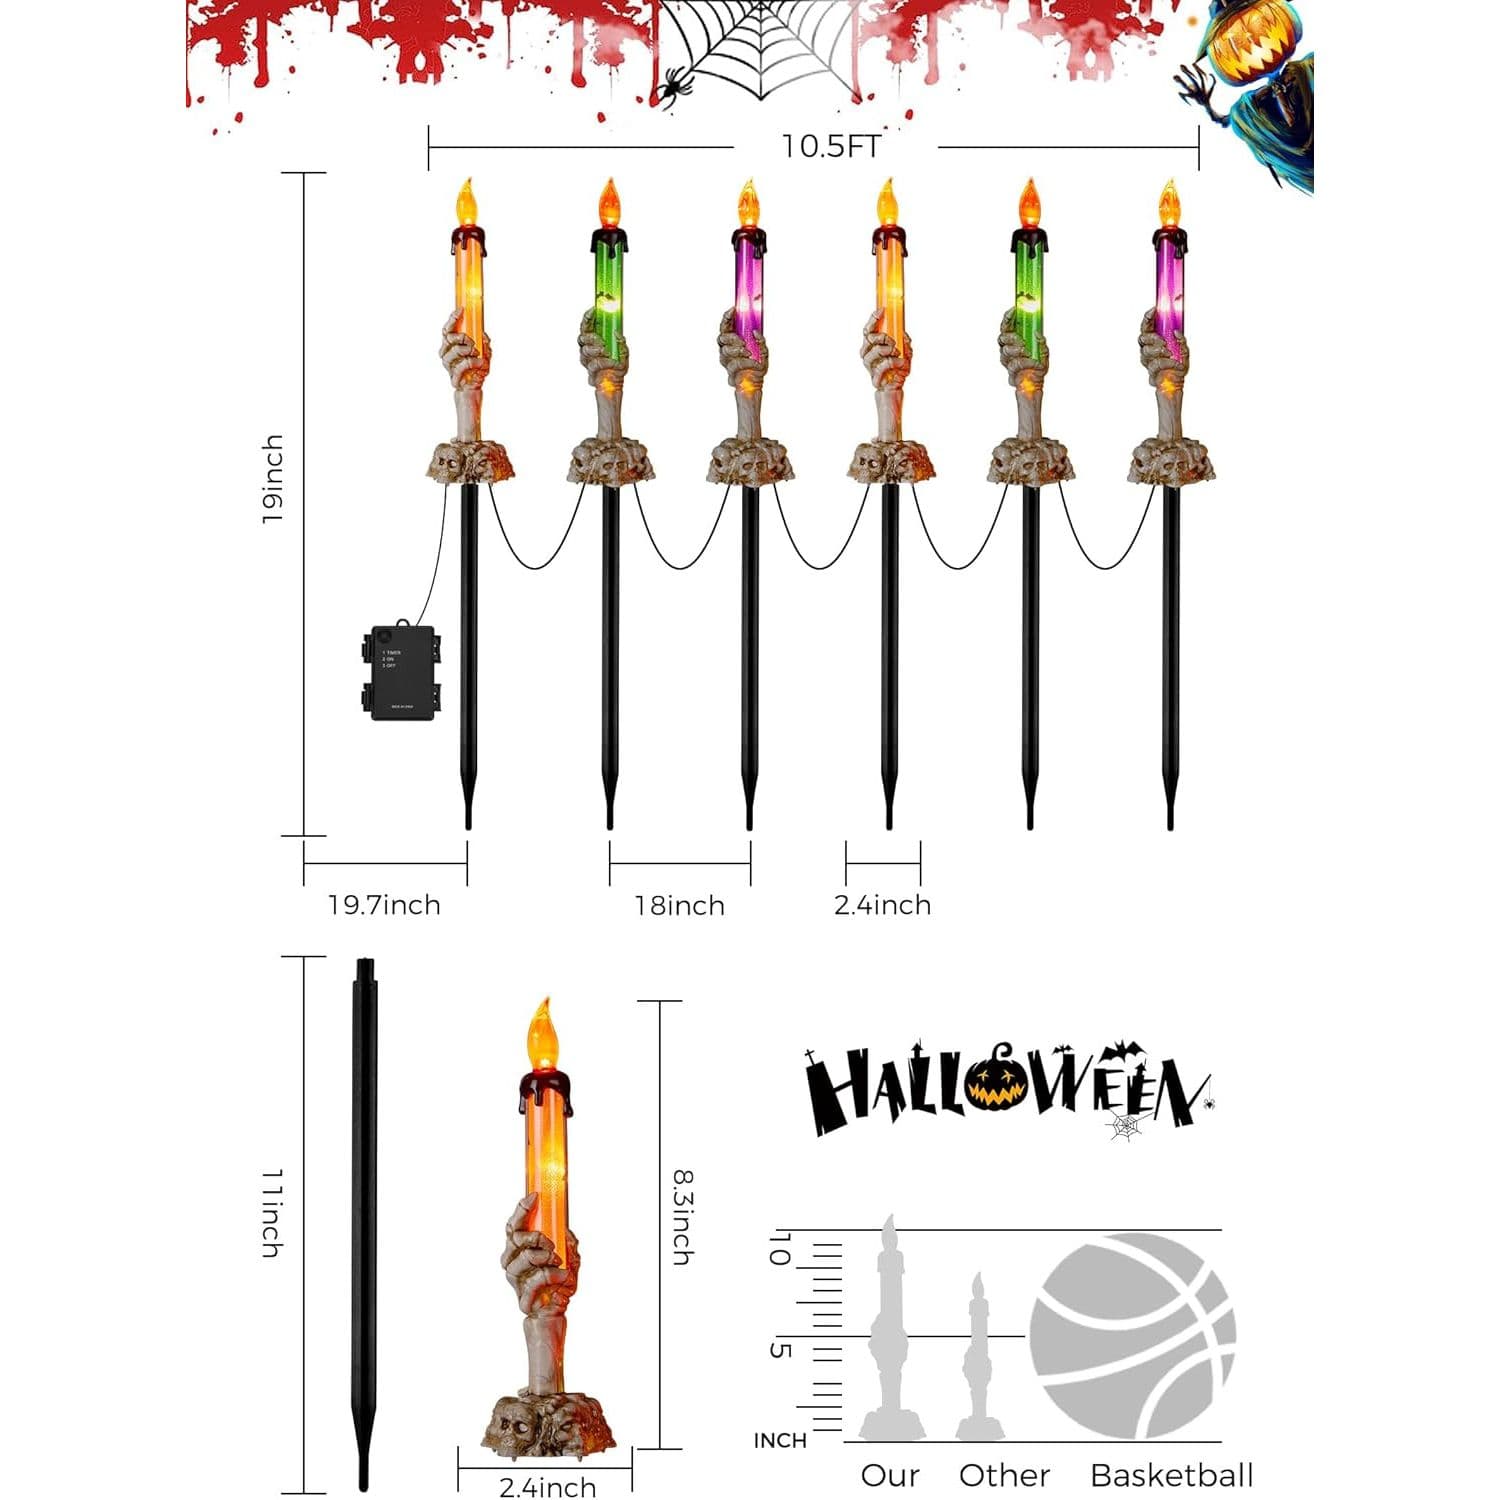 10.5FT
19inch
1 TIMER
2 ON
3 OFF
19.7inch
18inch
2.4inch
11inch
8.3inch
2.4inch
HALLOWEEN
10
5
INCH
Our
Other
Basketball